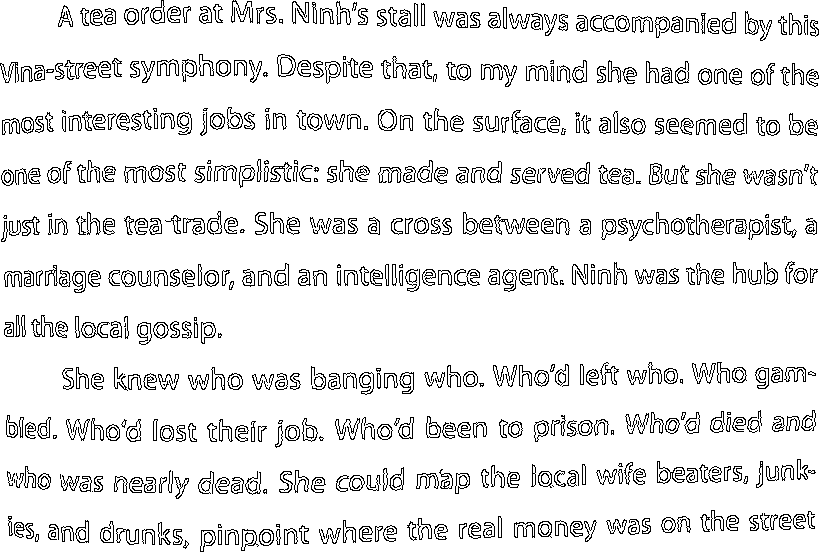 A tea order at Mrs. Ninh's stall was always accompanied by this
Vina-street symphony. Despite that, to my mind she had one of the
most interesting jobs in town. On the surface, it also seemed to be
one of the most simplistic: she made and served tea. But she wasn't
just in the tea-trade. She was a cross between a psychotherapist, a
marriage counselor, and an intelligence agent. Ninh was the hub for
all the local gossip.
She knew who was banging who. Who'd left who. Who gam-
bled. Who'd lost their job. Who'd been to prison. Who'd died and
who was nearly dead. She could map the local wife beaters, junk-
ies, and drunks, pinpoint where the real money was on the street